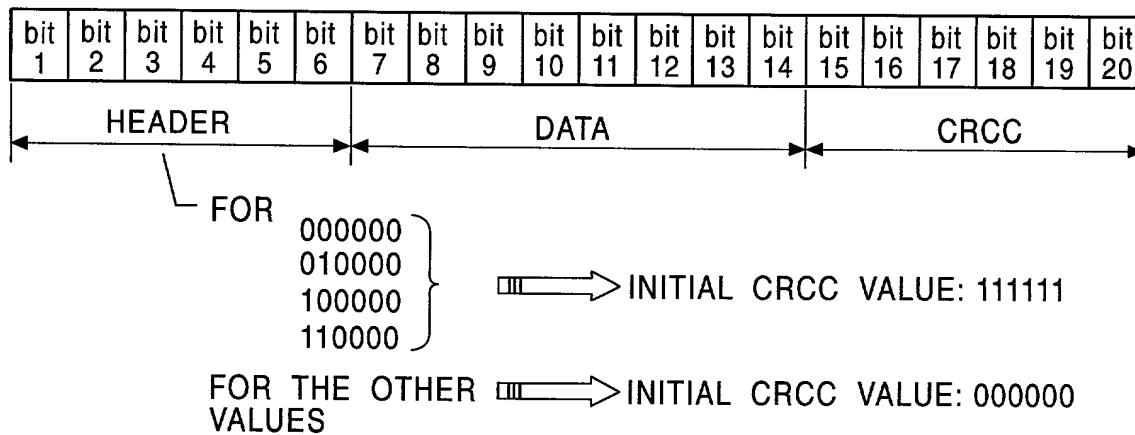 bit 1 bit 2 bit 3 bit 4 bit 5 bit 6 bit 7 bit 8 bit 9 bit 10 bit 11 bit 12 bit 13 bit 14 bit 15 bit 16 bit 17 bit 18 bit 19 bit 20
HEADER DATA CRCC
FOR
000000
010000
100000
110000
INITIAL CRCC VALUE: 111111
FOR THE OTHER VALUES
INITIAL CRCC VALUE: 000000